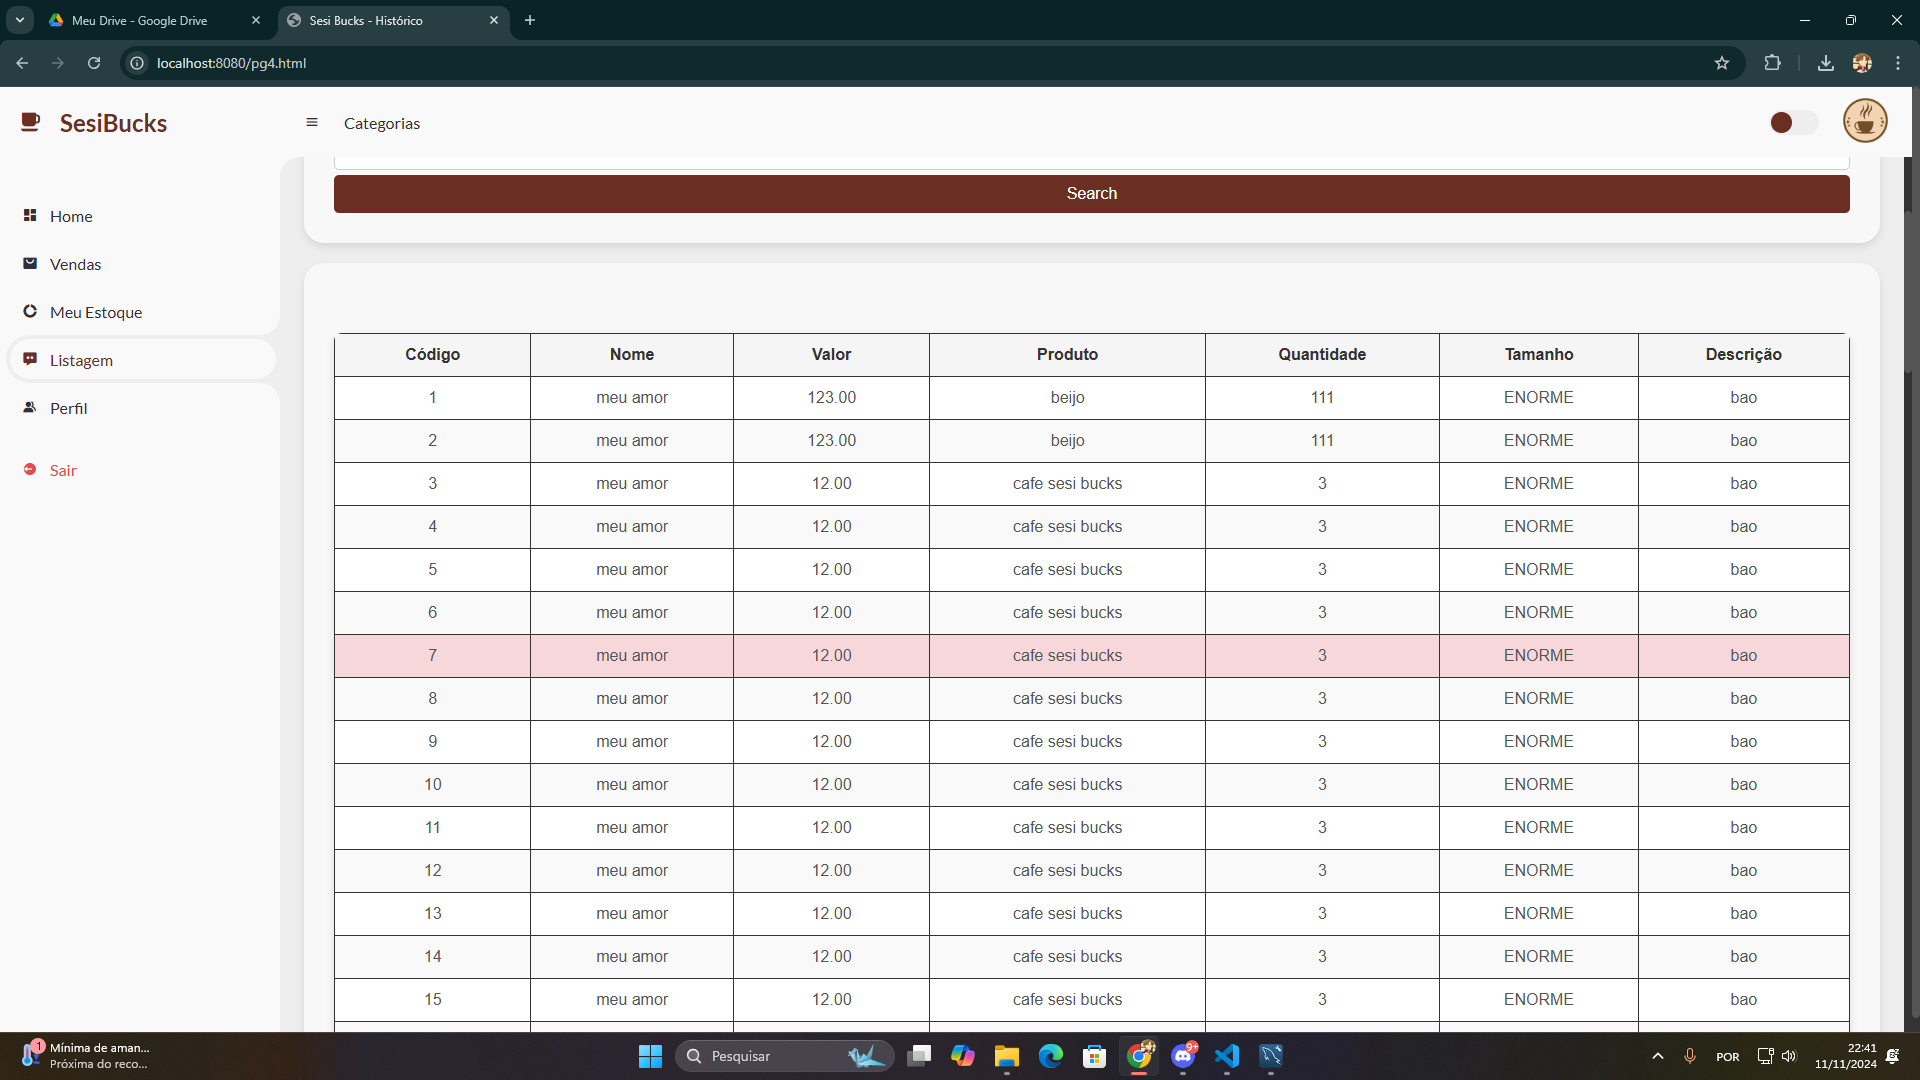 Meu Drive - Google Drive
Sesi Bucks - Histórico
localhost:8080/pg4.html
SesiBucks
Categorias
Home
Vendas
Meu Estoque
Listagem
Perfil
Sair
Search
Código Nome Valor Produto Quantidade Tamanho Descrição
1 meu amor 123.00 beijo 111 ENORME bao
2 meu amor 123.00 beijo 111 ENORME bao
3 meu amor 12.00 cafe sesi bucks 3 ENORME bao
4 meu amor 12.00 cafe sesi bucks 3 ENORME bao
5 meu amor 12.00 cafe sesi bucks 3 ENORME bao
6 meu amor 12.00 cafe sesi bucks 3 ENORME bao
7 meu amor 12.00 cafe sesi bucks 3 ENORME bao
8 meu amor 12.00 cafe sesi bucks 3 ENORME bao
9 meu amor 12.00 cafe sesi bucks 3 ENORME bao
10 meu amor 12.00 cafe sesi bucks 3 ENORME bao
11 meu amor 12.00 cafe sesi bucks 3 ENORME bao
12 meu amor 12.00 cafe sesi bucks 3 ENORME bao
13 meu amor 12.00 cafe sesi bucks 3 ENORME bao
14 meu amor 12.00 cafe sesi bucks 3 ENORME bao
15 meu amor 12.00 cafe sesi bucks 3 ENORME bao
1
Mínima de aman...
Próxima do reco...
Pesquisar
9+
POR
22:41
11/11/2024